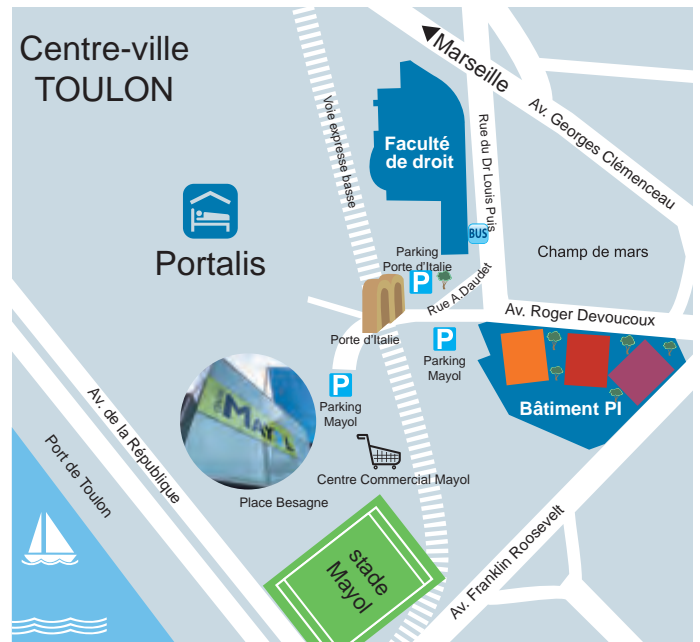 Centre-ville
TOULON
Marseille
Av. Georges Clémenceau
Voie expresse basse
Faculté
de droit
Rue du Dr Louis Puis
BUS
Portalis
Parking
Porte d'Italie
P
Champ de mars
Rue A.Daudet
Av. Roger Devoucoux
Porte d'Italie
P
Parking
Mayol
P
Parking
Mayol
Bâtiment PI
MAYOL
Av. de la République
Port de Toulon
Centre Commercial Mayol
Place Besagne
stade
Mayol
Av. Franklin Roosevelt